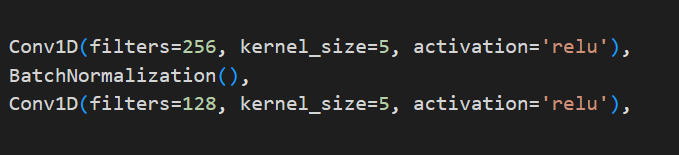 Conv1D(filters=256, kernel_size=5, activation='relu'),
BatchNormalization(),
Conv1D(filters=128, kernel_size=5, activation='relu'),